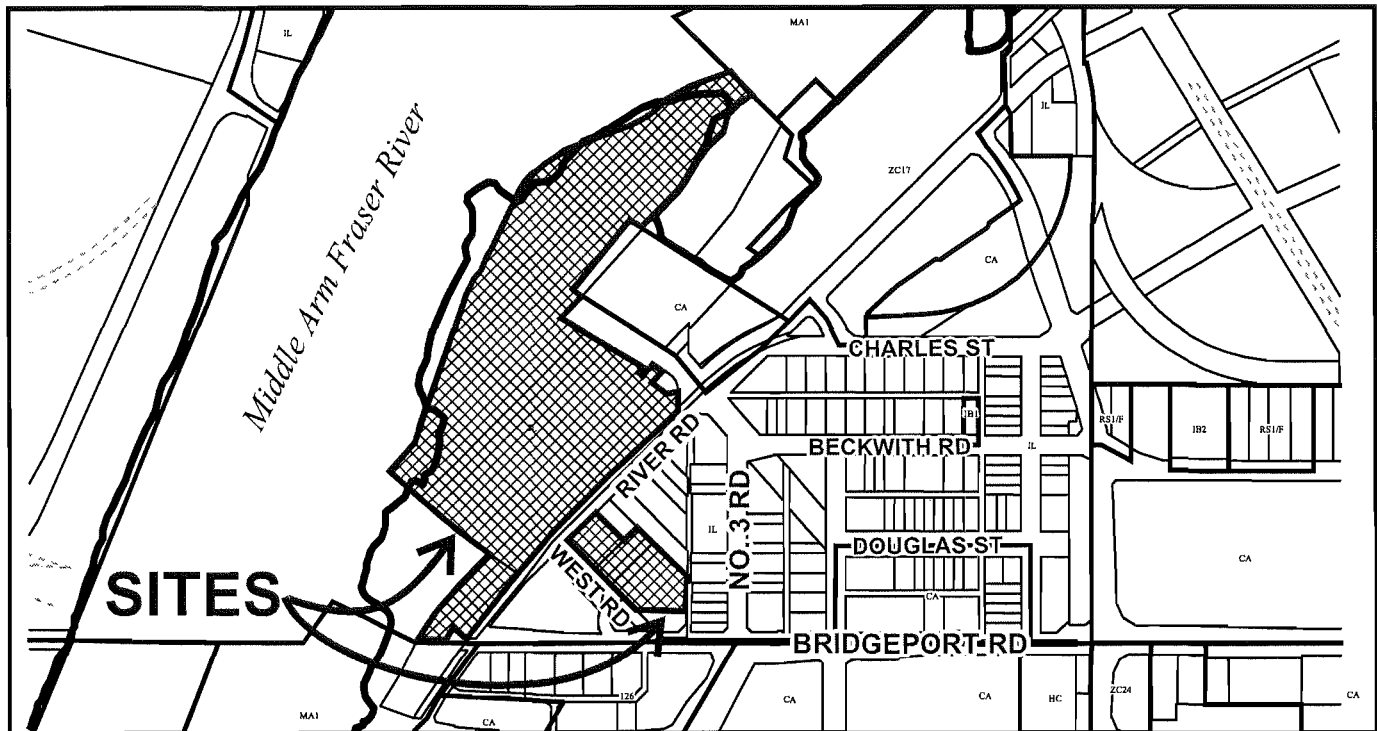 MA1
IL
IL
ZC17
Middle Arm Fraser River
CA
CA
CHARLES ST
IB1
RS1/F
IB2
RS1/F
BECKWITH RD
IL
RIVER RD
NO. 3 RD
IL
DOUGLAS ST
CA
WEST RD
SITES
CA
BRIDGEPORT RD
126
MA1
CA
CA
CA
HC
ZC24
CA